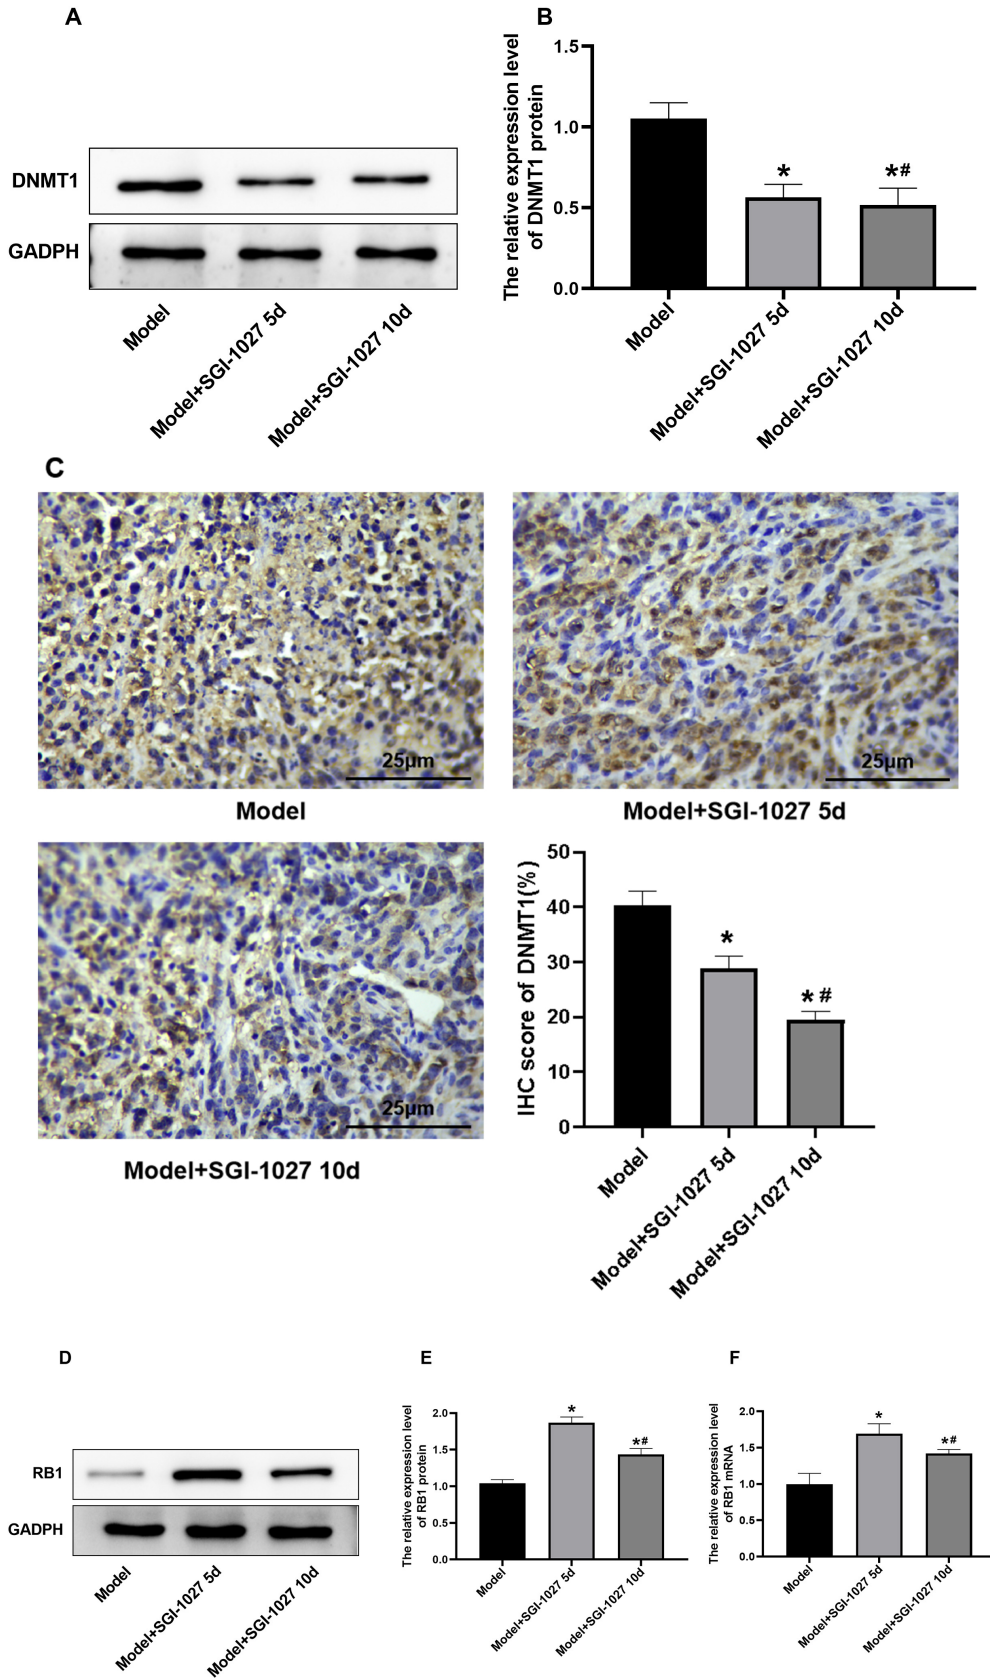 A
DNMT1
GADPH
Model
Model+SGI-1027 5d
Model+SGI-1027 10d
B
The relative expression level
of DNMT1 protein
1.5
1.0
0.5
0.0
*
*#
Model
Model+SGI-1027 5d
Model+SGI-1027 10d
C
25μm
Model
25μm
Model+SGI-1027 5d
25μm
Model+SGI-1027 10d
IHC score of DNMT1(%)
50
40
30
20
10
0
*
*#
Model
Model+SGI-1027 5d
Model+SGI-1027 10d
D
RB1
GADPH
Model
Model+SGI-1027 5d
Model+SGI-1027 10d
E
The relative expression level
of RB1 protein
2.0
1.5
1.0
0.5
0.0
*
*#
Model
Model+SGI-1027 5d
Model+SGI-1027 10d
F
The relative expression level
of RB1 mRNA
2.0
1.5
1.0
0.5
0.0
*
*#
Model
Model+SGI-1027 5d
Model+SGI-1027 10d